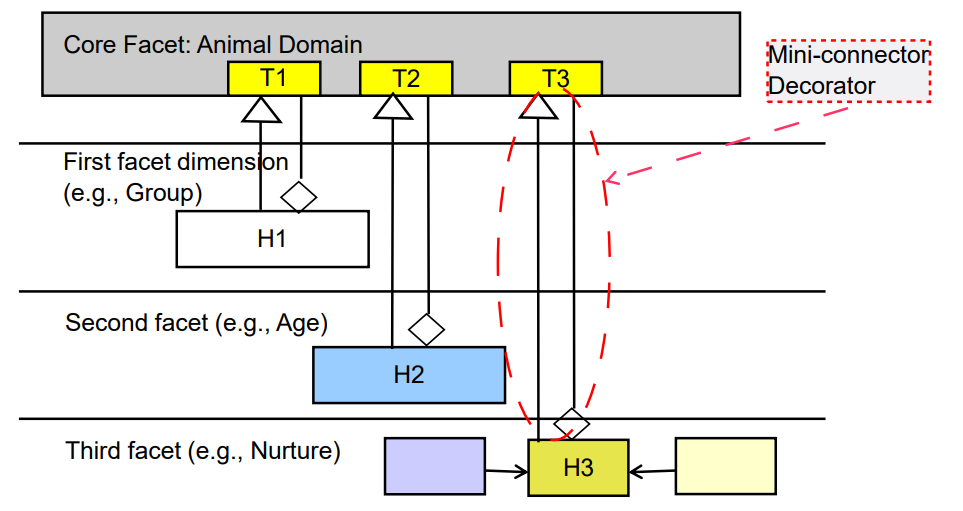 Core Facet: Animal Domain
T1
T2
T3
Mini-connector
Decorator
First facet dimension
(e.g., Group)
H1
Second facet (e.g., Age)
H2
Third facet (e.g., Nurture)
H3